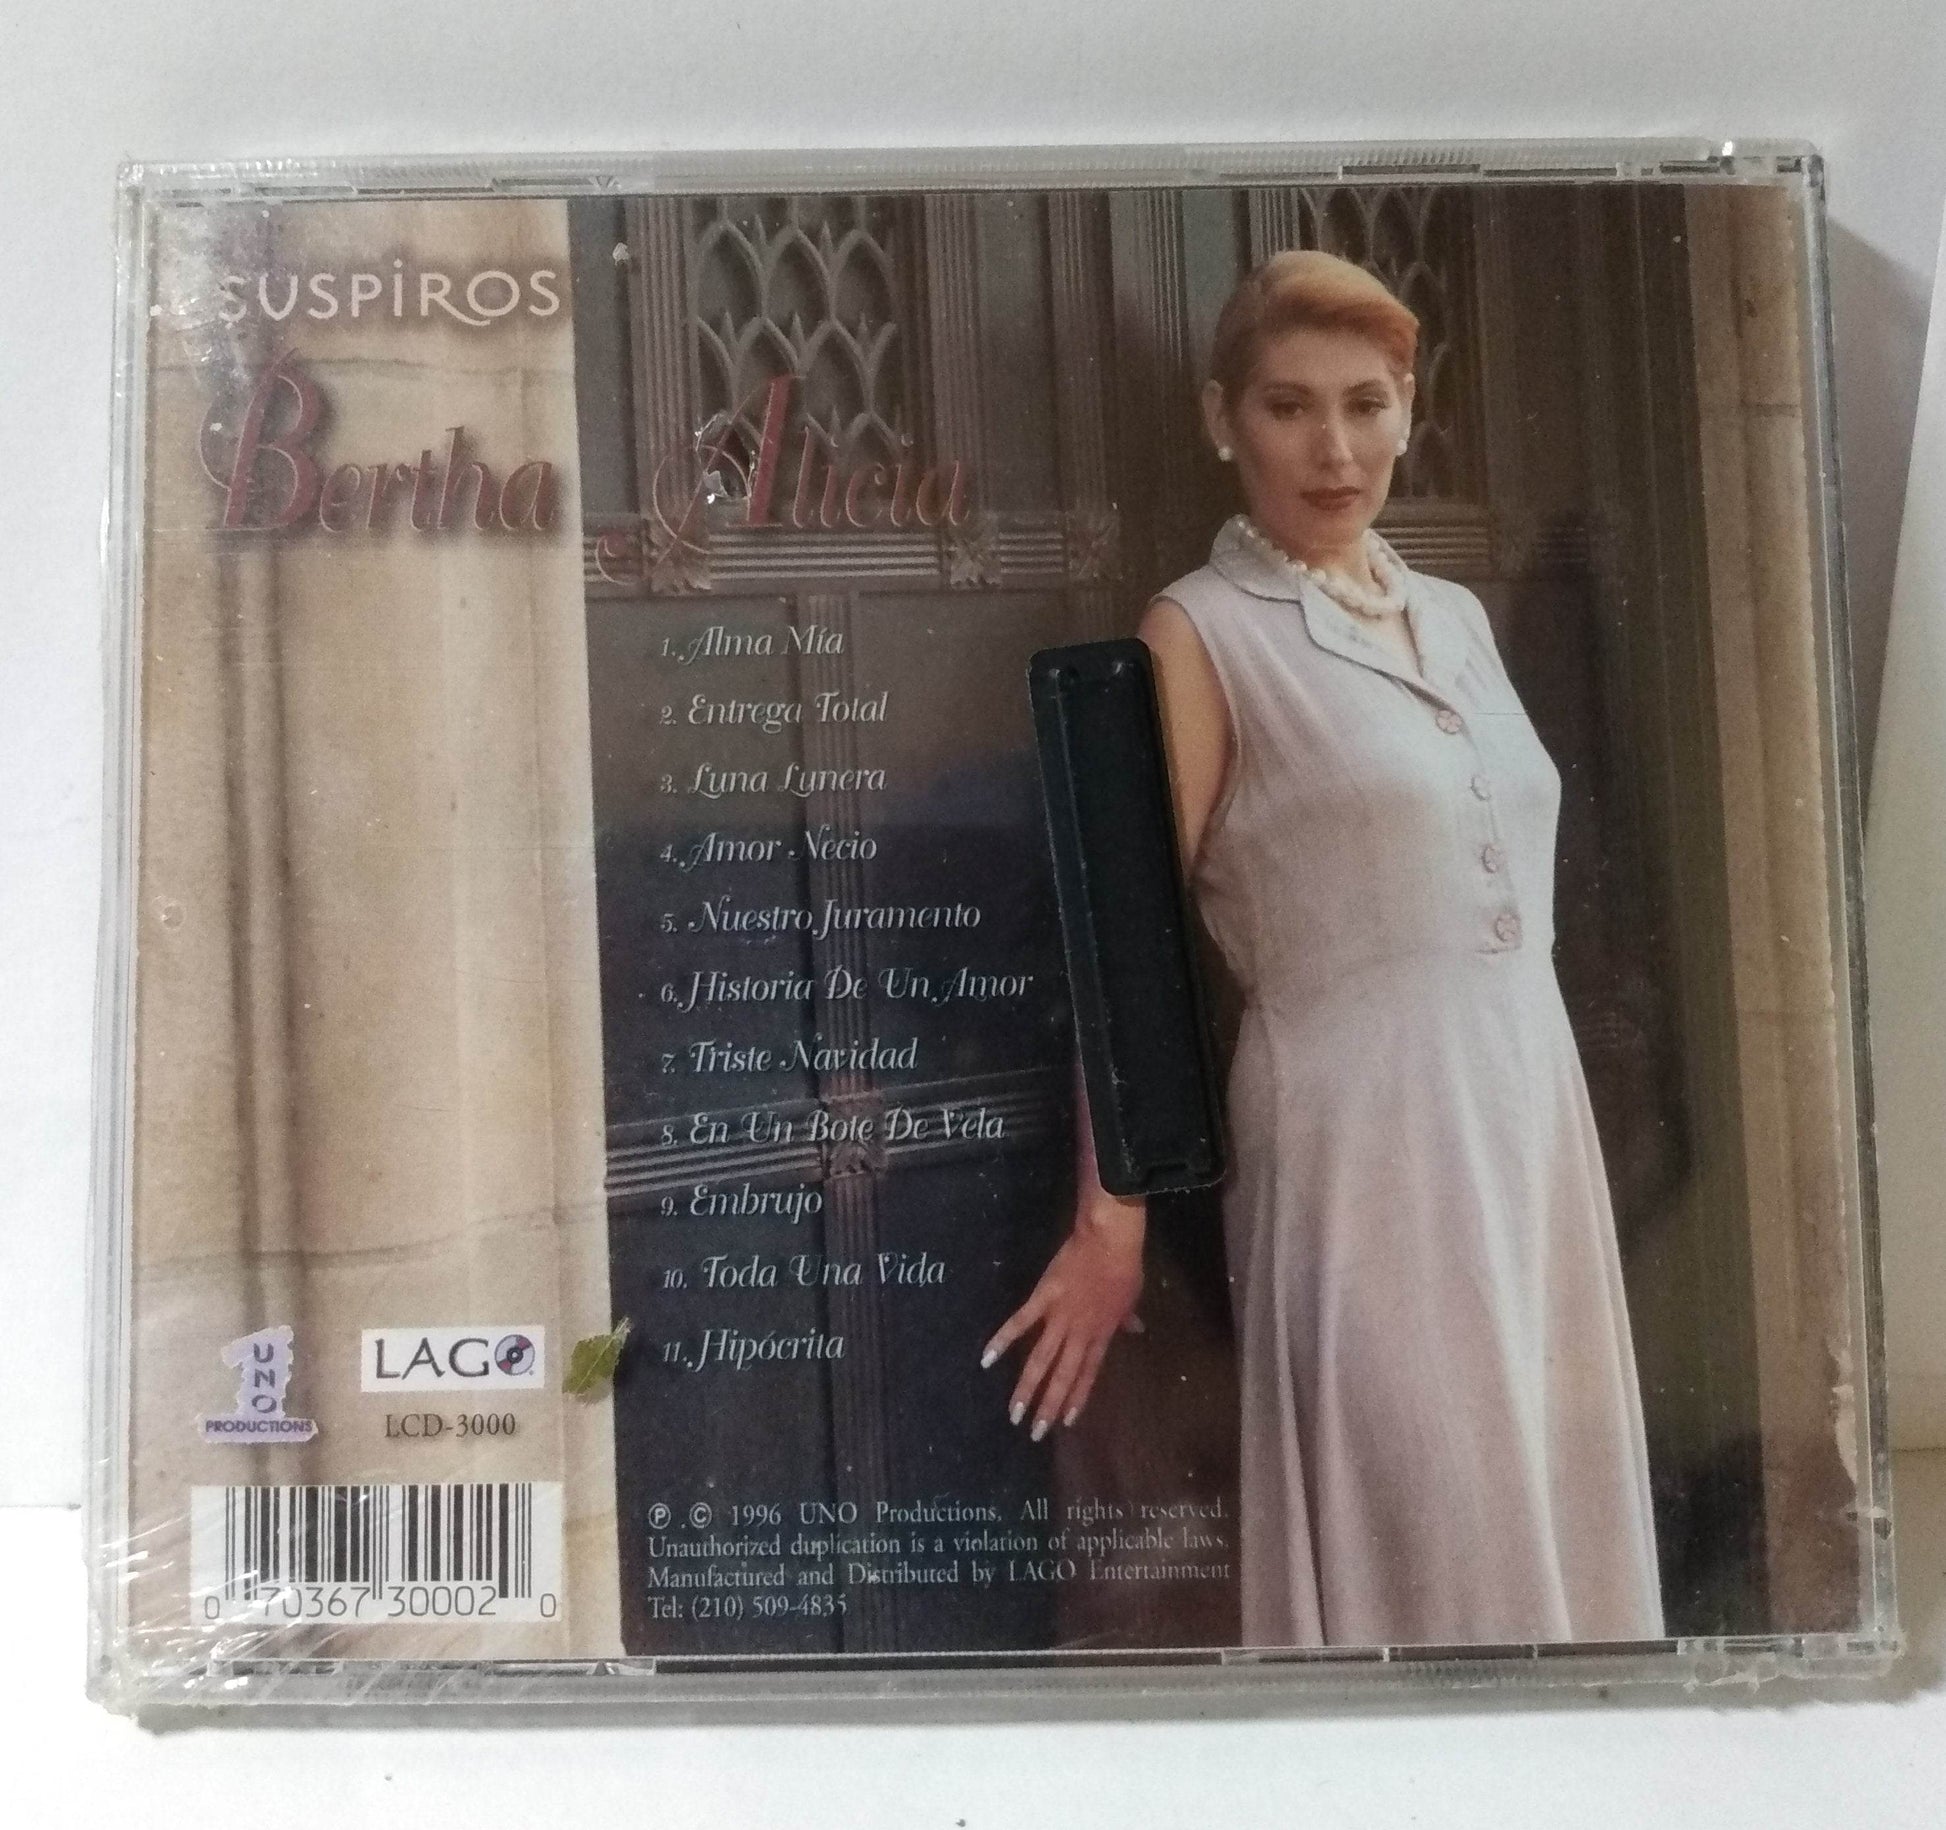 SUSPIROS
Bertha Alicia
1. Alma Mía
2. Entrega Total
3. Luna Lunera
4. Amor Necio
5. Nuestro Juramento
6. Historia De Un Amor
7. Triste Navidad
8. En Un Bote De Vela
9. Embrujo
10. Toda Una Vida
11. Hipócrita
1 UNO
PRODUCTIONS
LAGO
LCD-3000
0 70367 30002 0
Ⓟ.© 1996 UNO Productions, All rights reserved.
Unauthorized duplication is a violation of applicable laws.
Manufactured and Distributed by LAGO Entertainment
Tel: (210) 509-4835